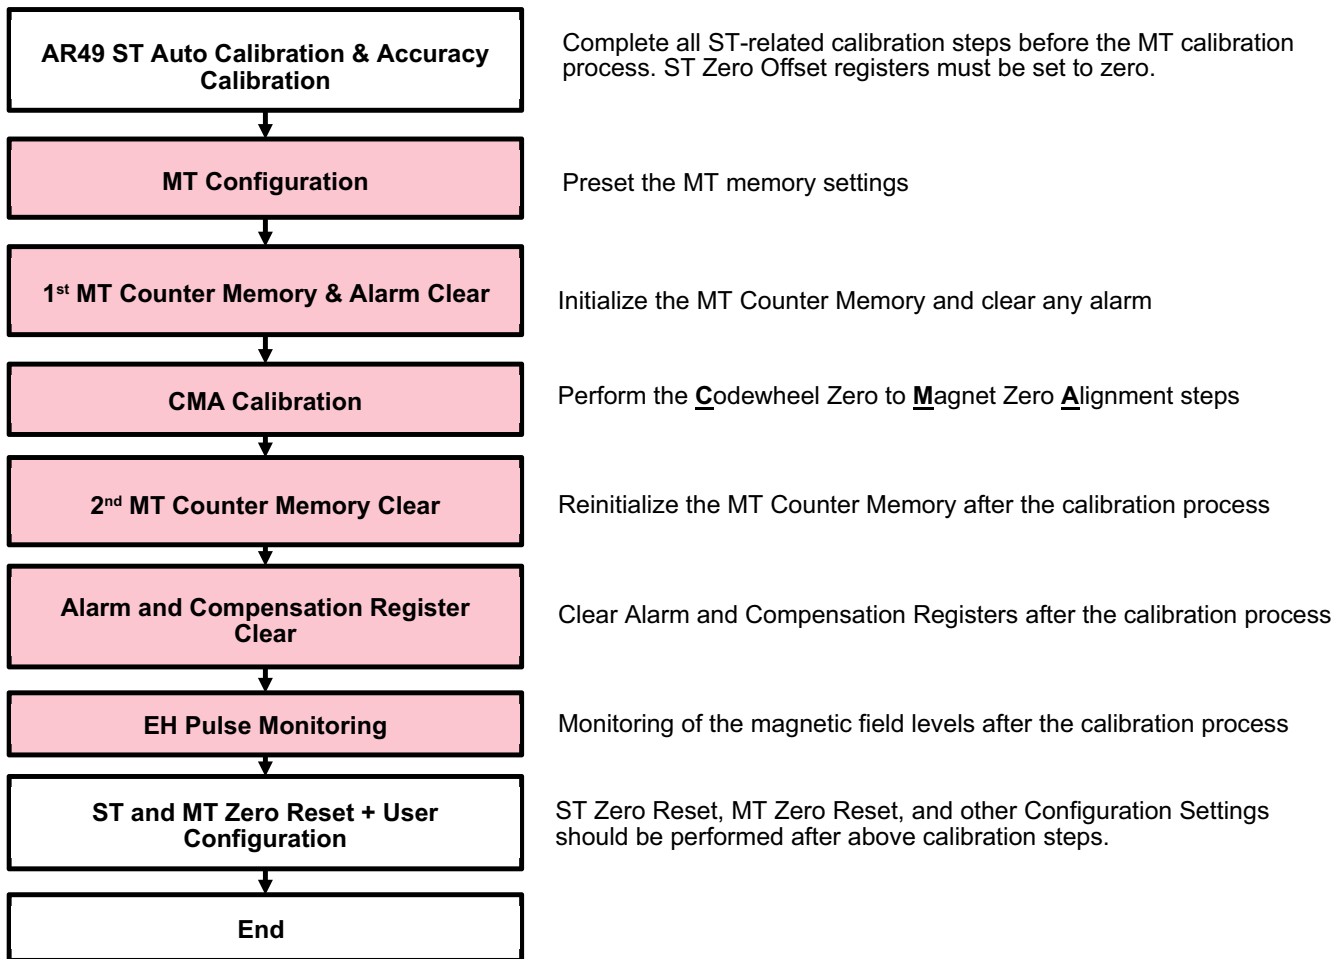 AR49 ST Auto Calibration & Accuracy
Calibration
Complete all ST-related calibration steps before the MT calibration
process. ST Zero Offset registers must be set to zero.
MT Configuration
Preset the MT memory settings
1st MT Counter Memory & Alarm Clear
Initialize the MT Counter Memory and clear any alarm
CMA Calibration
Perform the Codewheel Zero to Magnet Zero Alignment steps
2nd MT Counter Memory Clear
Reinitialize the MT Counter Memory after the calibration process
Alarm and Compensation Register
Clear
Clear Alarm and Compensation Registers after the calibration process
EH Pulse Monitoring
Monitoring of the magnetic field levels after the calibration process
ST and MT Zero Reset + User
Configuration
ST Zero Reset, MT Zero Reset, and other Configuration Settings
should be performed after above calibration steps.
End